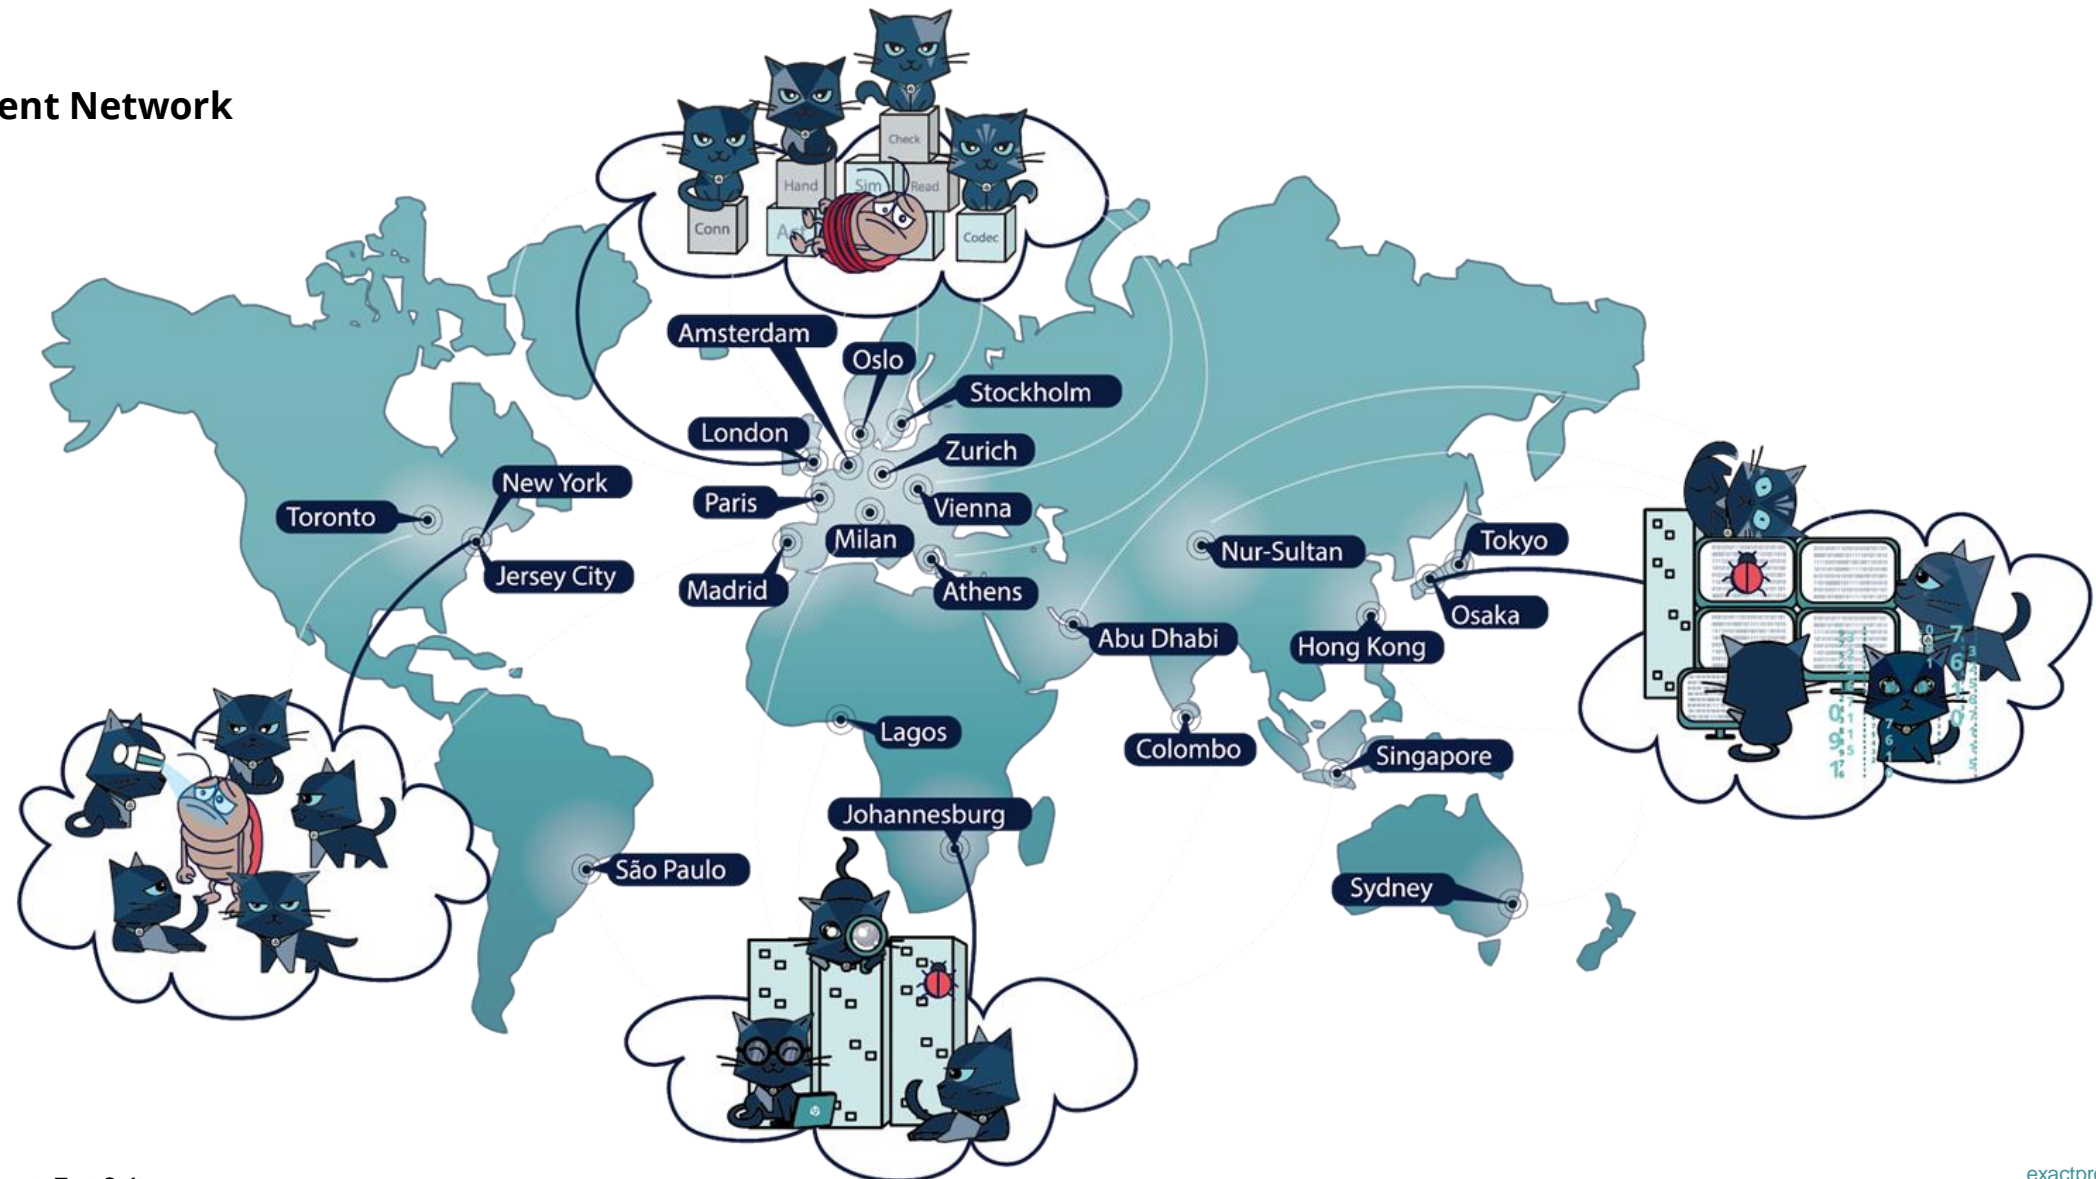 ent Network
Check
Hand
Sim
Read
Conn
Codec
Amsterdam
Oslo
Stockholm
London
Zurich
New York
Paris
Vienna
Toronto
Milan
Tokyo
Nur-Sultan
Jersey City
Madrid
Athens
Osaka
Abu Dhabi
Hong Kong
Lagos
Colombo
Singapore
Johannesburg
São Paulo
Sydney
exactpr